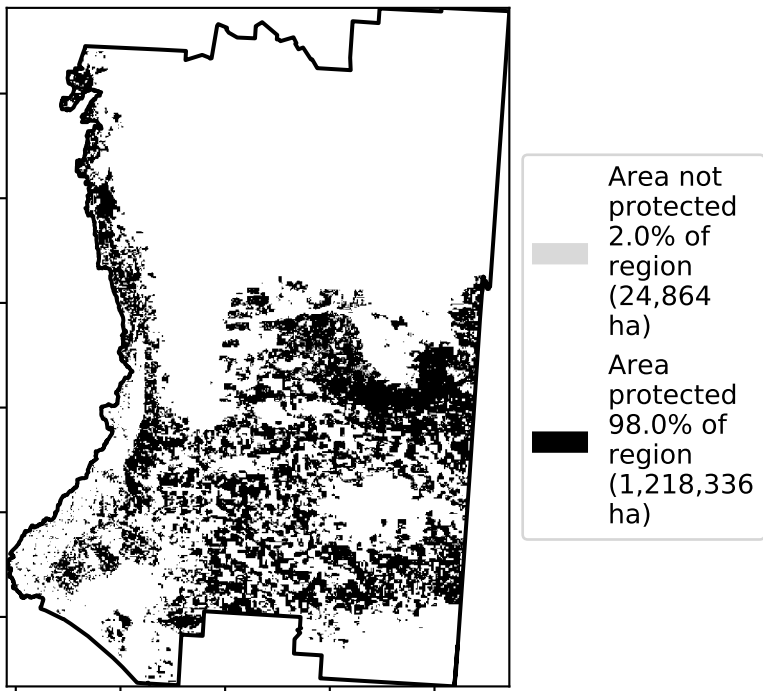 Area not
protected
2.0% of
region
(24,864
ha)
Area
protected
98.0% of
region
(1,218,336
ha)